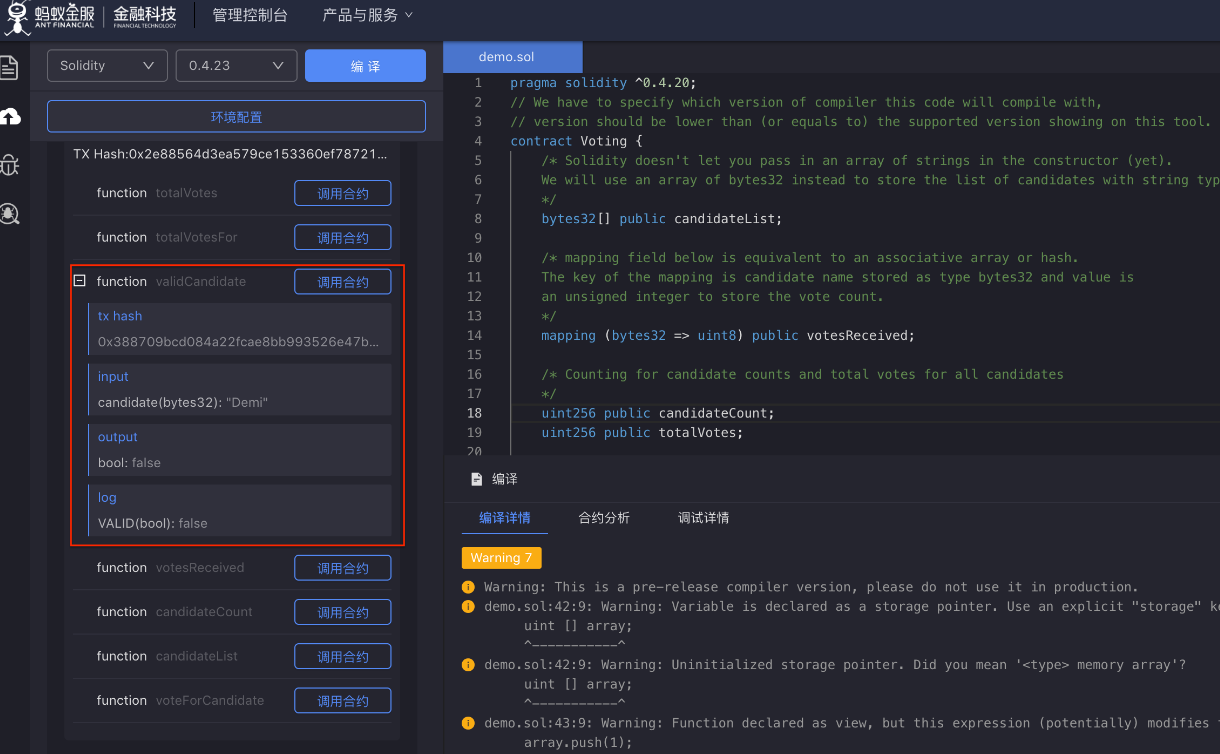 蚂蚁金服 金融科技 管理控制台 产品与服务
ANT FINANCIAL FINANCIAL TECHNOLOGY
Solidity 0.4.23 编 译
环境配置
TX Hash:0x2e88564d3ea579ce153360ef78721...
function totalVotes 调用合约
function totalVotesFor 调用合约
function validCandidate 调用合约
tx hash
0x388709bcd084a22fcae8bb993526e47b...
input
candidate(bytes32): "Demi"
output
bool: false
log
VALID(bool): false
function votesReceived 调用合约
function candidateCount 调用合约
function candidateList 调用合约
function voteForCandidate 调用合约
demo.sol
1 pragma solidity ^0.4.20;
2 // We have to specify which version of compiler this code will compile with,
3 // version should be lower than (or equals to) the supported version showing on this tool.
4 contract Voting {
5 /* Solidity doesn't let you pass in an array of strings in the constructor (yet).
6 We will use an array of bytes32 instead to store the list of candidates with string typ
7 */
8 bytes32[] public candidateList;
9
10 /* mapping field below is equivalent to an associative array or hash.
11 The key of the mapping is candidate name stored as type bytes32 and value is
12 an unsigned integer to store the vote count.
13 */
14 mapping (bytes32 => uint8) public votesReceived;
15
16 /* Counting for candidate counts and total votes for all candidates
17 */
18 uint256 public candidateCount;
19 uint256 public totalVotes;
20
编译
编译详情 合约分析 调试详情
Warning 7
Warning: This is a pre-release compiler version, please do not use it in production.
demo.sol:42:9: Warning: Variable is declared as a storage pointer. Use an explicit "storage" ke
uint [] array;
^-----------^
demo.sol:42:9: Warning: Uninitialized storage pointer. Did you mean '<type> memory array'?
uint [] array;
^-----------^
demo.sol:43:9: Warning: Function declared as view, but this expression (potentially) modifies
array.push(1);